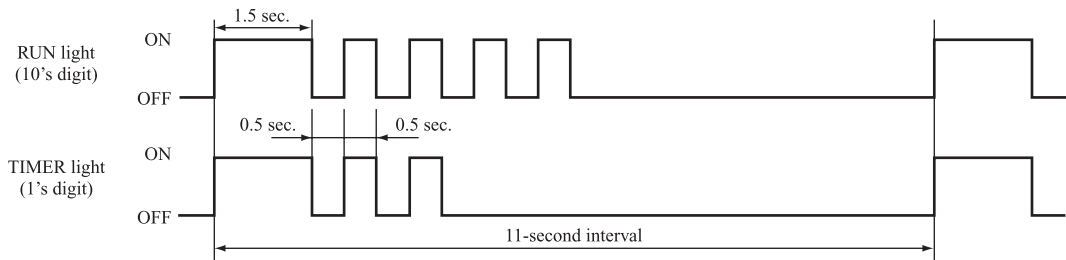 1.5 sec.
RUN light
(10's digit)
ON
OFF
0.5 sec.
0.5 sec.
TIMER light
(1's digit)
ON
OFF
11-second interval